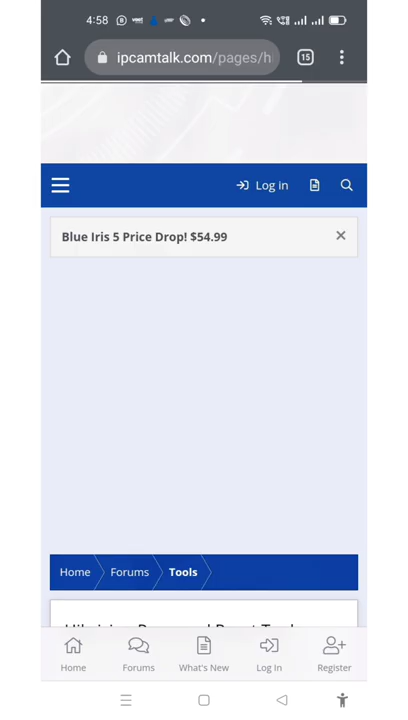 4:58
ipcamtalk.com/pages/h
15
Log in
Blue Iris 5 Price Drop! $54.99
Home
Forums
Tools
Home
Forums
What's New
Log In
Register